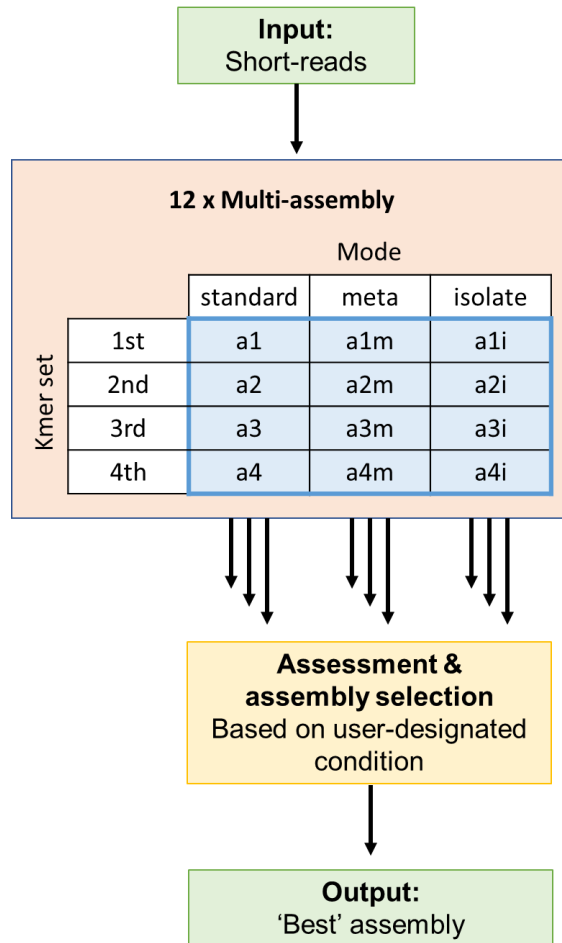 Input:
Short-reads
12 x Multi-assembly
Mode
standard meta isolate
Kmer set
1st a1 a1m a1i
2nd a2 a2m a2i
3rd a3 a3m a3i
4th a4 a4m a4i
Assessment &
assembly selection
Based on user-designated
condition
Output:
‘Best’ assembly